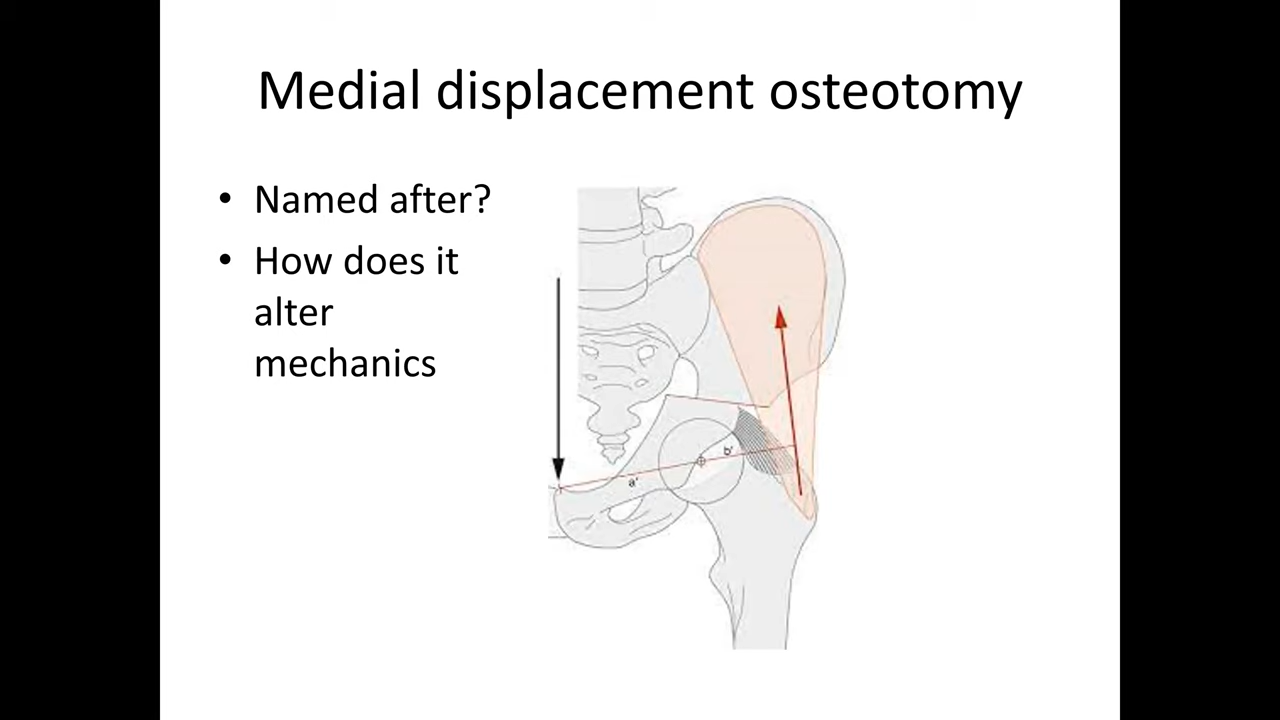 Medial displacement osteotomy
• Named after?
• How does it
alter
mechanics
a'
b'